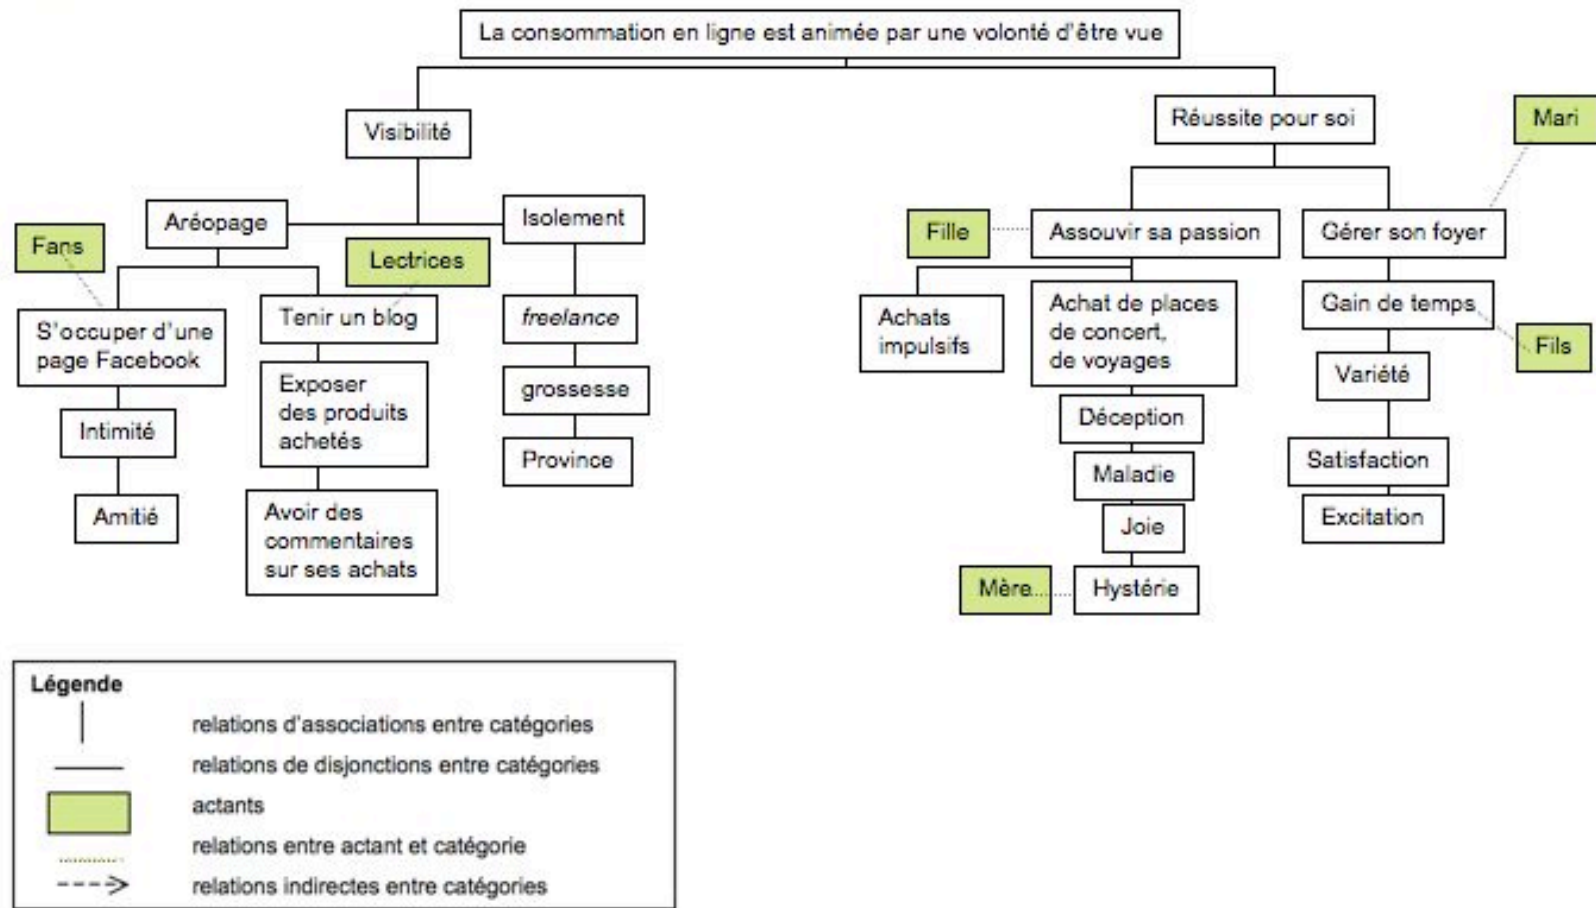 La consommation en ligne est animée par une volonté d'être vue
Visibilité
Réussite pour soi
Mari
Aréopage
Isolement
Fans
Lectrices
Fille
Assouvir sa passion
Gérer son foyer
S'occuper d'une
page Facebook
Tenir un blog
freelance
Achats
impulsifs
Achat de places
de concert,
de voyages
Gain de temps
Fils
Exposer
des produits
achetés
grossesse
Variété
Intimité
Déception
Province
Satisfaction
Maladie
Amitié
Avoir des
commentaires
sur ses achats
Joie
Excitation
Mère
Hystérie
Légende
relations d'associations entre catégories
relations de disjonctions entre catégories
actants
relations entre actant et catégorie
relations indirectes entre catégories